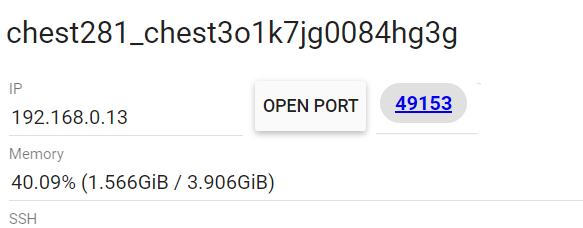 chest281_chest3o1k7jg0084hg3g
IP
192.168.0.13
OPEN PORT
49153
Memory
40.09% (1.566GiB / 3.906GiB)
SSH